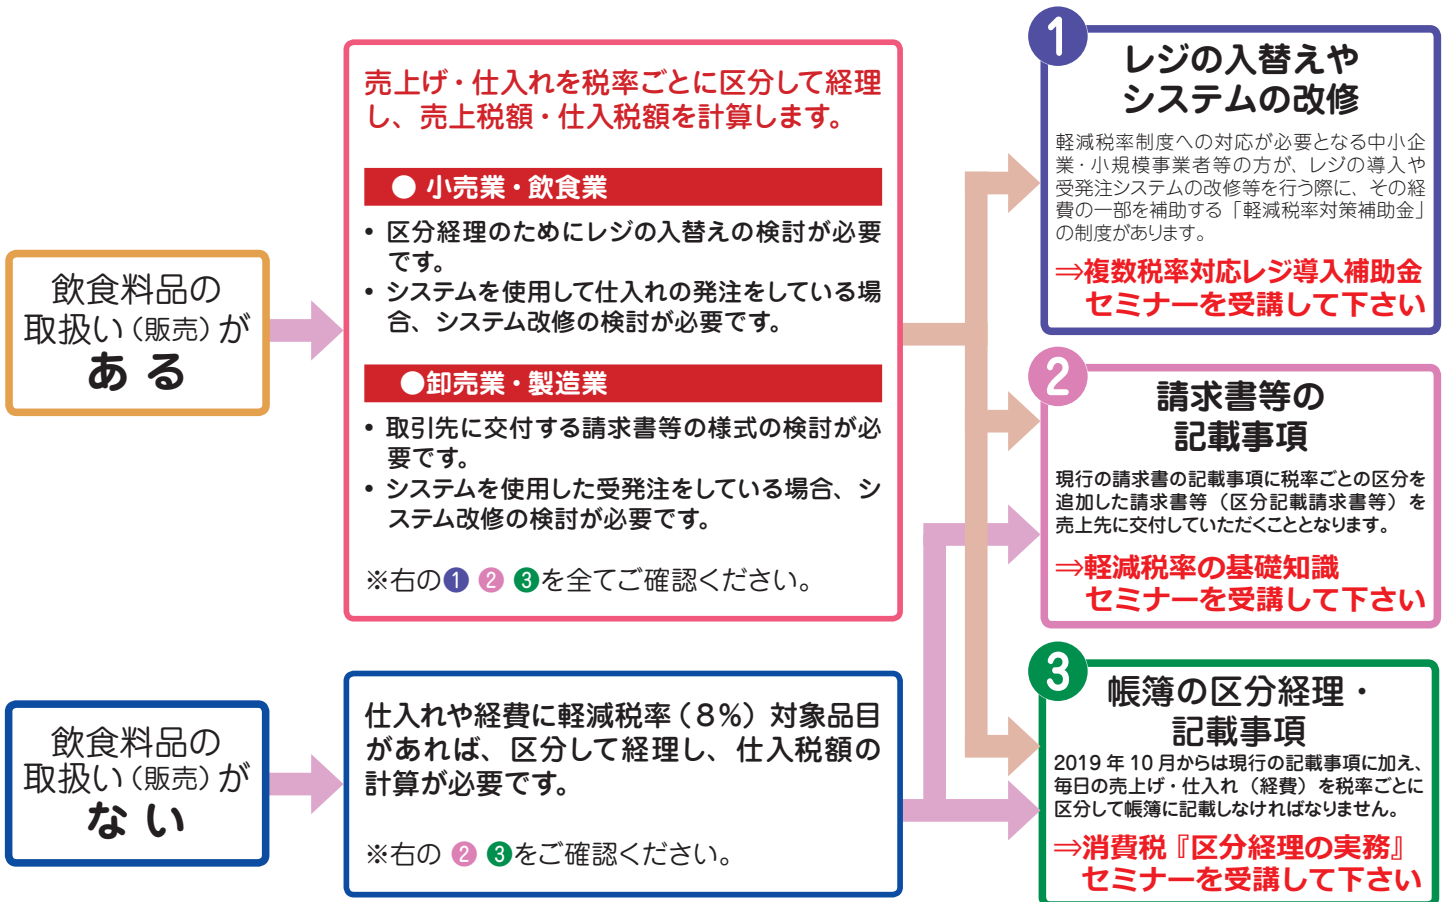 飲食料品の
取扱い(販売)が
ある
売上げ・仕入れを税率ごとに区分して経理
し、売上税額・仕入税額を計算します。
● 小売業・飲食業
• 区分経理のためにレジの入替えの検討が必要
です。
• システムを使用して仕入れの発注をしている場
合、システム改修の検討が必要です。
●卸売業・製造業
• 取引先に交付する請求書等の様式の検討が必
要です。
• システムを使用した受発注をしている場合、シ
ステム改修の検討が必要です。
※右の❶ ❷ ❸を全てご確認ください。
飲食料品の
取扱い(販売)が
ない
仕入れや経費に軽減税率(8%)対象品目
があれば、区分して経理し、仕入税額の
計算が必要です。
※右の ❷ ❸をご確認ください。
1
レジの入替えや
システムの改修
軽減税率制度への対応が必要となる中小企
業・小規模事業者等の方が、レジの導入や
受発注システムの改修等を行う際に、その経
費の一部を補助する「軽減税率対策補助金」
の制度があります。
⇒複数税率対応レジ導入補助金
セミナーを受講して下さい
2
請求書等の
記載事項
現行の請求書の記載事項に税率ごとの区分を
追加した請求書等(区分記載請求書等)を
売上先に交付していただくこととなります。
⇒軽減税率の基礎知識
セミナーを受講して下さい
3
帳簿の区分経理・
記載事項
2019年10月からは現行の記載事項に加え、
毎日の売上げ・仕入れ(経費)を税率ごとに
区分して帳簿に記載しなければなりません。
⇒消費税『区分経理の実務』
セミナーを受講して下さい